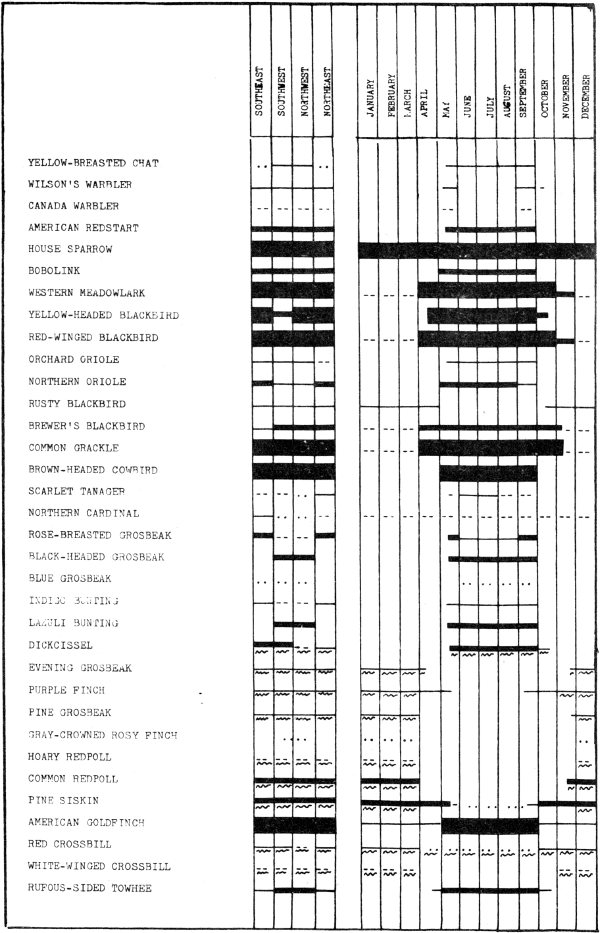 SOUTHEAST SOUTHWEST NORTHWEST NORTHEAST JANUARY FEBRUARY MARCH APRIL MAY JUNE JULY AUGUST SEPTEMBER OCTOBER NOVEMBER DECEMBER
YELLOW-BREASTED CHAT
WILSON'S WARBLER
CANADA WARBLER
AMERICAN REDSTART
HOUSE SPARROW
BOBOLINK
WESTERN MEADOWLARK
YELLOW-HEADED BLACKBIRD
RED-WINGED BLACKBIRD
ORCHARD ORIOLE
NORTHERN ORIOLE
RUSTY BLACKBIRD
BREWER'S BLACKBIRD
COMMON GRACKLE
BROWN-HEADED COWBIRD
SCARLET TANAGER
NORTHERN CARDINAL
ROSE-BREASTED GROSBEAK
BLACK-HEADED GROSBEAK
BLUE GROSBEAK
INDIGO BUNTING
LAZULI BUNTING
DICKCISSEL
EVENING GROSBEAK
PURPLE FINCH
PINE GROSBEAK
GRAY-CROWNED ROSY FINCH
HOARY REDPOLL
COMMON REDPOLL
PINE SISKIN
AMERICAN GOLDFINCH
RED CROSSBILL
WHITE-WINGED CROSSBILL
RUFOUS-SIDED TOWHEE